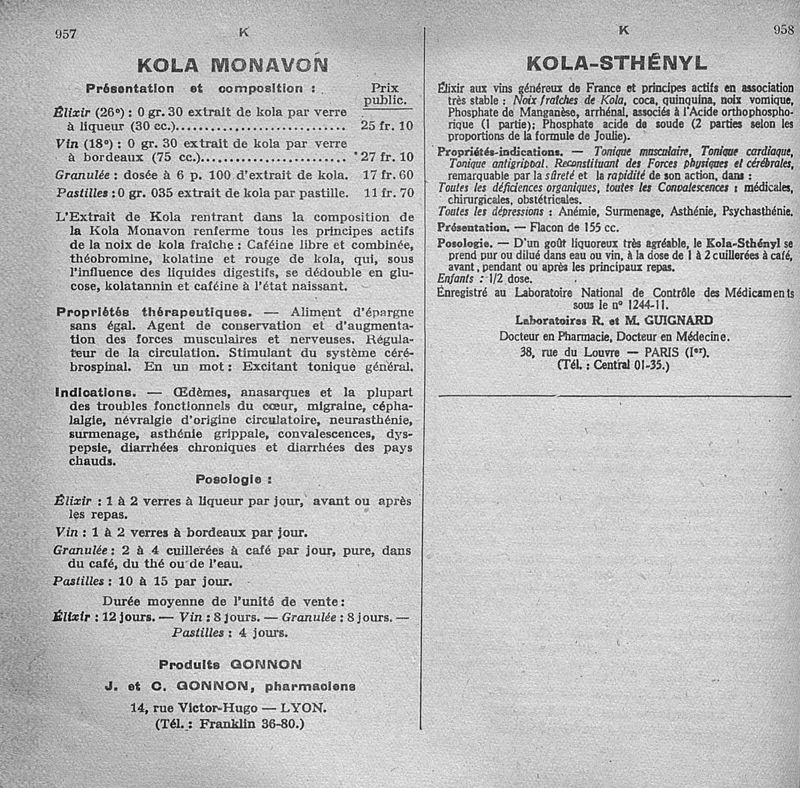 957
K
KOLA MONAVON
Présentation et composition :
Prix
public.
Élixir (26°) : 0 gr. 30 extrait de kola par verre
à liqueur (30 cc.)........................... 25 fr. 10
Vin (18°) : 0 gr. 30 extrait de kola par verre
à bordeaux (75 cc.)....................... 27 fr. 10
Granulée : dosée à 6 p. 100 d'extrait de kola. 17 fr. 60
Pastilles : 0 gr. 035 extrait de kola par pastille. 11 fr. 70
L'Extrait de Kola rentrant dans la composition de
la Kola Monavon renferme tous les principes actifs
de la noix de kola fraîche : Caféine libre et combinée,
théobromine, kolatine et rouge de kola, qui, sous
l'influence des liquides digestifs, se dédouble en glu-
cose, kolatannin et caféine à l'état naissant.
Propriétés thérapeutiques. — Aliment d'épargne
sans égal. Agent de conservation et d'augmenta-
tion des forces musculaires et nerveuses. Régula-
teur de la circulation. Stimulant du système céré-
brospinal. En un mot : Excitant tonique général.
Indications. — Œdèmes, anasarques et la plupart
des troubles fonctionnels du cœur, migraine, cépha-
lalgie, névralgie d'origine circulatoire, neurasthénie,
surmenage, asthénie grippale, convalescences, dys-
pepsie, diarrhées chroniques et diarrhées des pays
chauds.
Posologie :
Élixir : 1 à 2 verres à liqueur par jour, avant ou après
les repas.
Vin : 1 à 2 verres à bordeaux par jour.
Granulée : 2 à 4 cuillerées à café par jour, pure, dans
du café, du thé ou de l'eau.
Pastilles : 10 à 15 par jour.
Durée moyenne de l'unité de vente :
Élixir : 12 jours. — Vin : 8 jours. — Granulée : 8 jours. —
Pastilles : 4 jours.
Produits GONNON
J. et C. GONNON, pharmaciens
14, rue Victor-Hugo — LYON.
(Tél. : Franklin 36-80.)
K
958
KOLA-STHÉNYL
Élixir aux vins généreux de France et principes actifs en association
très stable : Noix fraîches de Kola, coca, quinquina, noix vomique,
Phosphate de Manganèse, arrhénal, associés à l'Acide orthophospho-
rique (1 partie); Phosphate acide de soude (2 parties selon les
proportions de la formule de Joulie).
Propriétés-indications. — Tonique musculaire, Tonique cardiaque,
Tonique antigrippal. Reconstituant des Forces physiques et cérébrales,
remarquable par la sûreté et la rapidité de son action, dans :
Toutes les déficiences organiques, toutes les Convalescences : médicales,
chirurgicales, obstétricales.
Toutes les dépressions : Anémie, Surmenage, Asthénie, Psychasthénie.
Présentation. — Flacon de 155 cc.
Posologie. — D'un goût liquoreux très agréable, le Kola-Sthényl se
prend pur ou dilué dans eau ou vin, à la dose de 1 à 2 cuillerées à café,
avant, pendant ou après les principaux repas.
Enfants : 1/2 dose.
Enregistré au Laboratoire National de Contrôle des Médicaments
sous le n° 1244-11.
Laboratoires R. et M. GUIGNARD
Docteur en Pharmacie, Docteur en Médecine.
38, rue du Louvre — PARIS (Ier).
(Tél. : Central 01-35.)